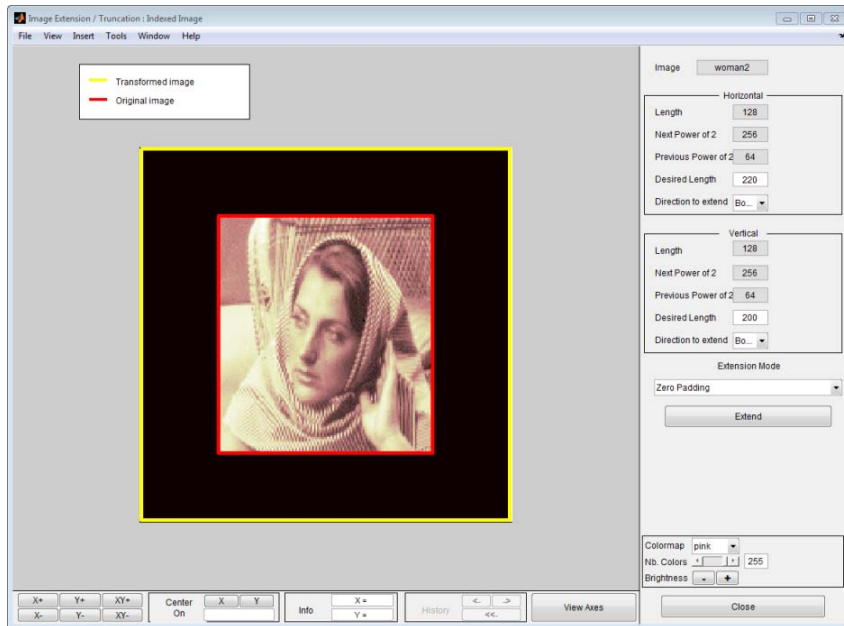 Image Extension / Truncation : Indexed Image
File View Insert Tools Window Help
Transformed image
Original image
Image woman2
Horizontal
Length 128
Next Power of 2 256
Previous Power of 2 64
Desired Length 220
Direction to extend Bo...
Vertical
Length 128
Next Power of 2 256
Previous Power of 2 64
Desired Length 200
Direction to extend Bo...
Extension Mode
Zero Padding
Extend
Colormap pink
Nb. Colors 255
Brightness - +
X+ Y+ XY+
X- Y- XY-
Center On X Y
Info X =
Y =
History <- ->
<<-
View Axes
Close